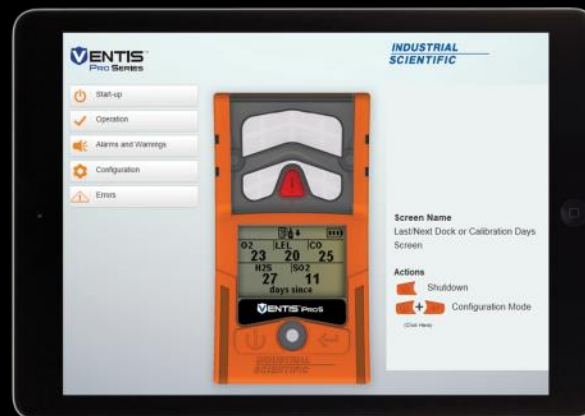 VENTIS™
PRO SERIES
INDUSTRIAL
SCIENTIFIC
Start-up
Operation
Alarms and Warnings
Configuration
Errors
O2 LEL CO
23 20 25
H2S SO2
27 11
days since
VENTIS PRO5
INDUSTRIAL
SCIENTIFIC
Screen Name
Last/Next Dock or Calibration Days
Screen
Actions
Shutdown
+ Configuration Mode
(Click Here)